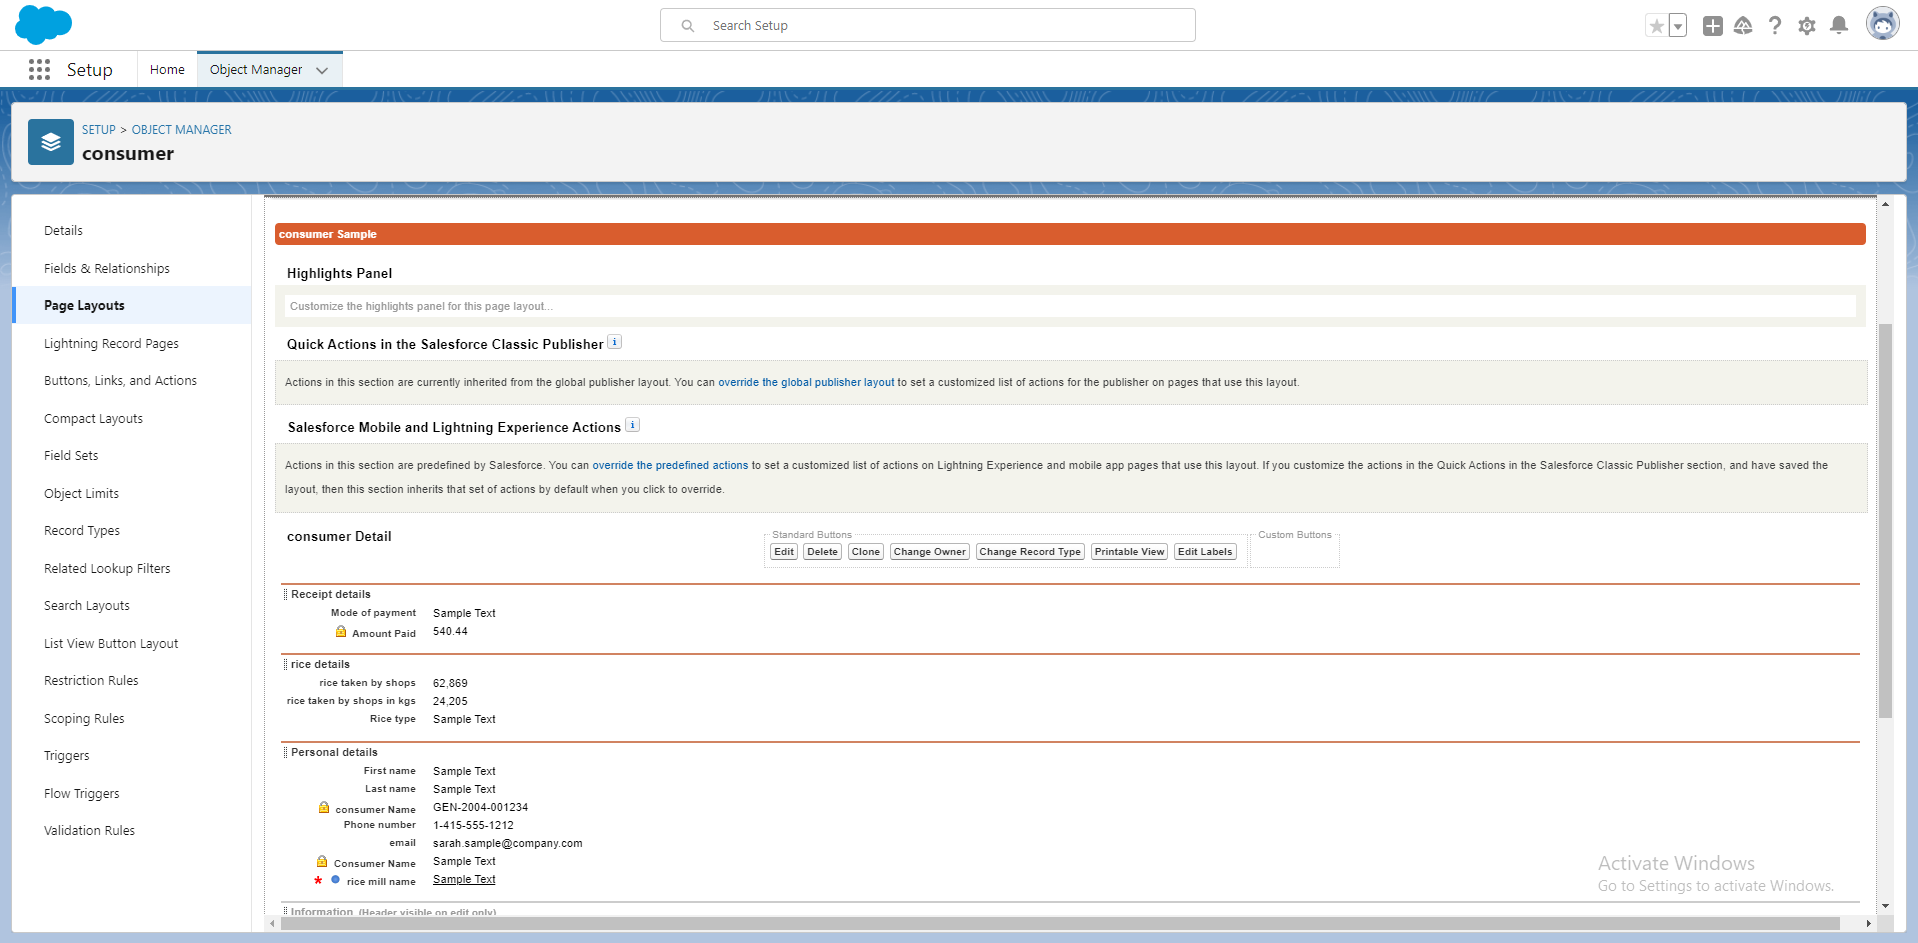 Search Setup
Setup
Home
Object Manager
SETUP > OBJECT MANAGER
consumer
Details
Fields & Relationships
Page Layouts
Lightning Record Pages
Buttons, Links, and Actions
Compact Layouts
Field Sets
Object Limits
Record Types
Related Lookup Filters
Search Layouts
List View Button Layout
Restriction Rules
Scoping Rules
Triggers
Flow Triggers
Validation Rules
consumer Sample
Highlights Panel
Customize the highlights panel for this page layout...
Quick Actions in the Salesforce Classic Publisher i
Actions in this section are currently inherited from the global publisher layout. You can override the global publisher layout to set a customized list of actions for the publisher on pages that use this layout.
Salesforce Mobile and Lightning Experience Actions i
Actions in this section are predefined by Salesforce. You can override the predefined actions to set a customized list of actions on Lightning Experience and mobile app pages that use this layout. If you customize the actions in the Quick Actions in the Salesforce Classic Publisher section, and have saved the
layout, then this section inherits that set of actions by default when you click to override.
consumer Detail
Standard Buttons
Edit Delete Clone Change Owner Change Record Type Printable View Edit Labels
Custom Buttons
Receipt details
Mode of payment Sample Text
Amount Paid 540.44
rice details
rice taken by shops 62,869
rice taken by shops in kgs 24,205
Rice type Sample Text
Personal details
First name Sample Text
Last name Sample Text
consumer Name GEN-2004-001234
Phone number 1-415-555-1212
email sarah.sample@company.com
Consumer Name Sample Text
* rice mill name Sample Text
Information (Header visible on edit only)
Activate Windows
Go to Settings to activate Windows.